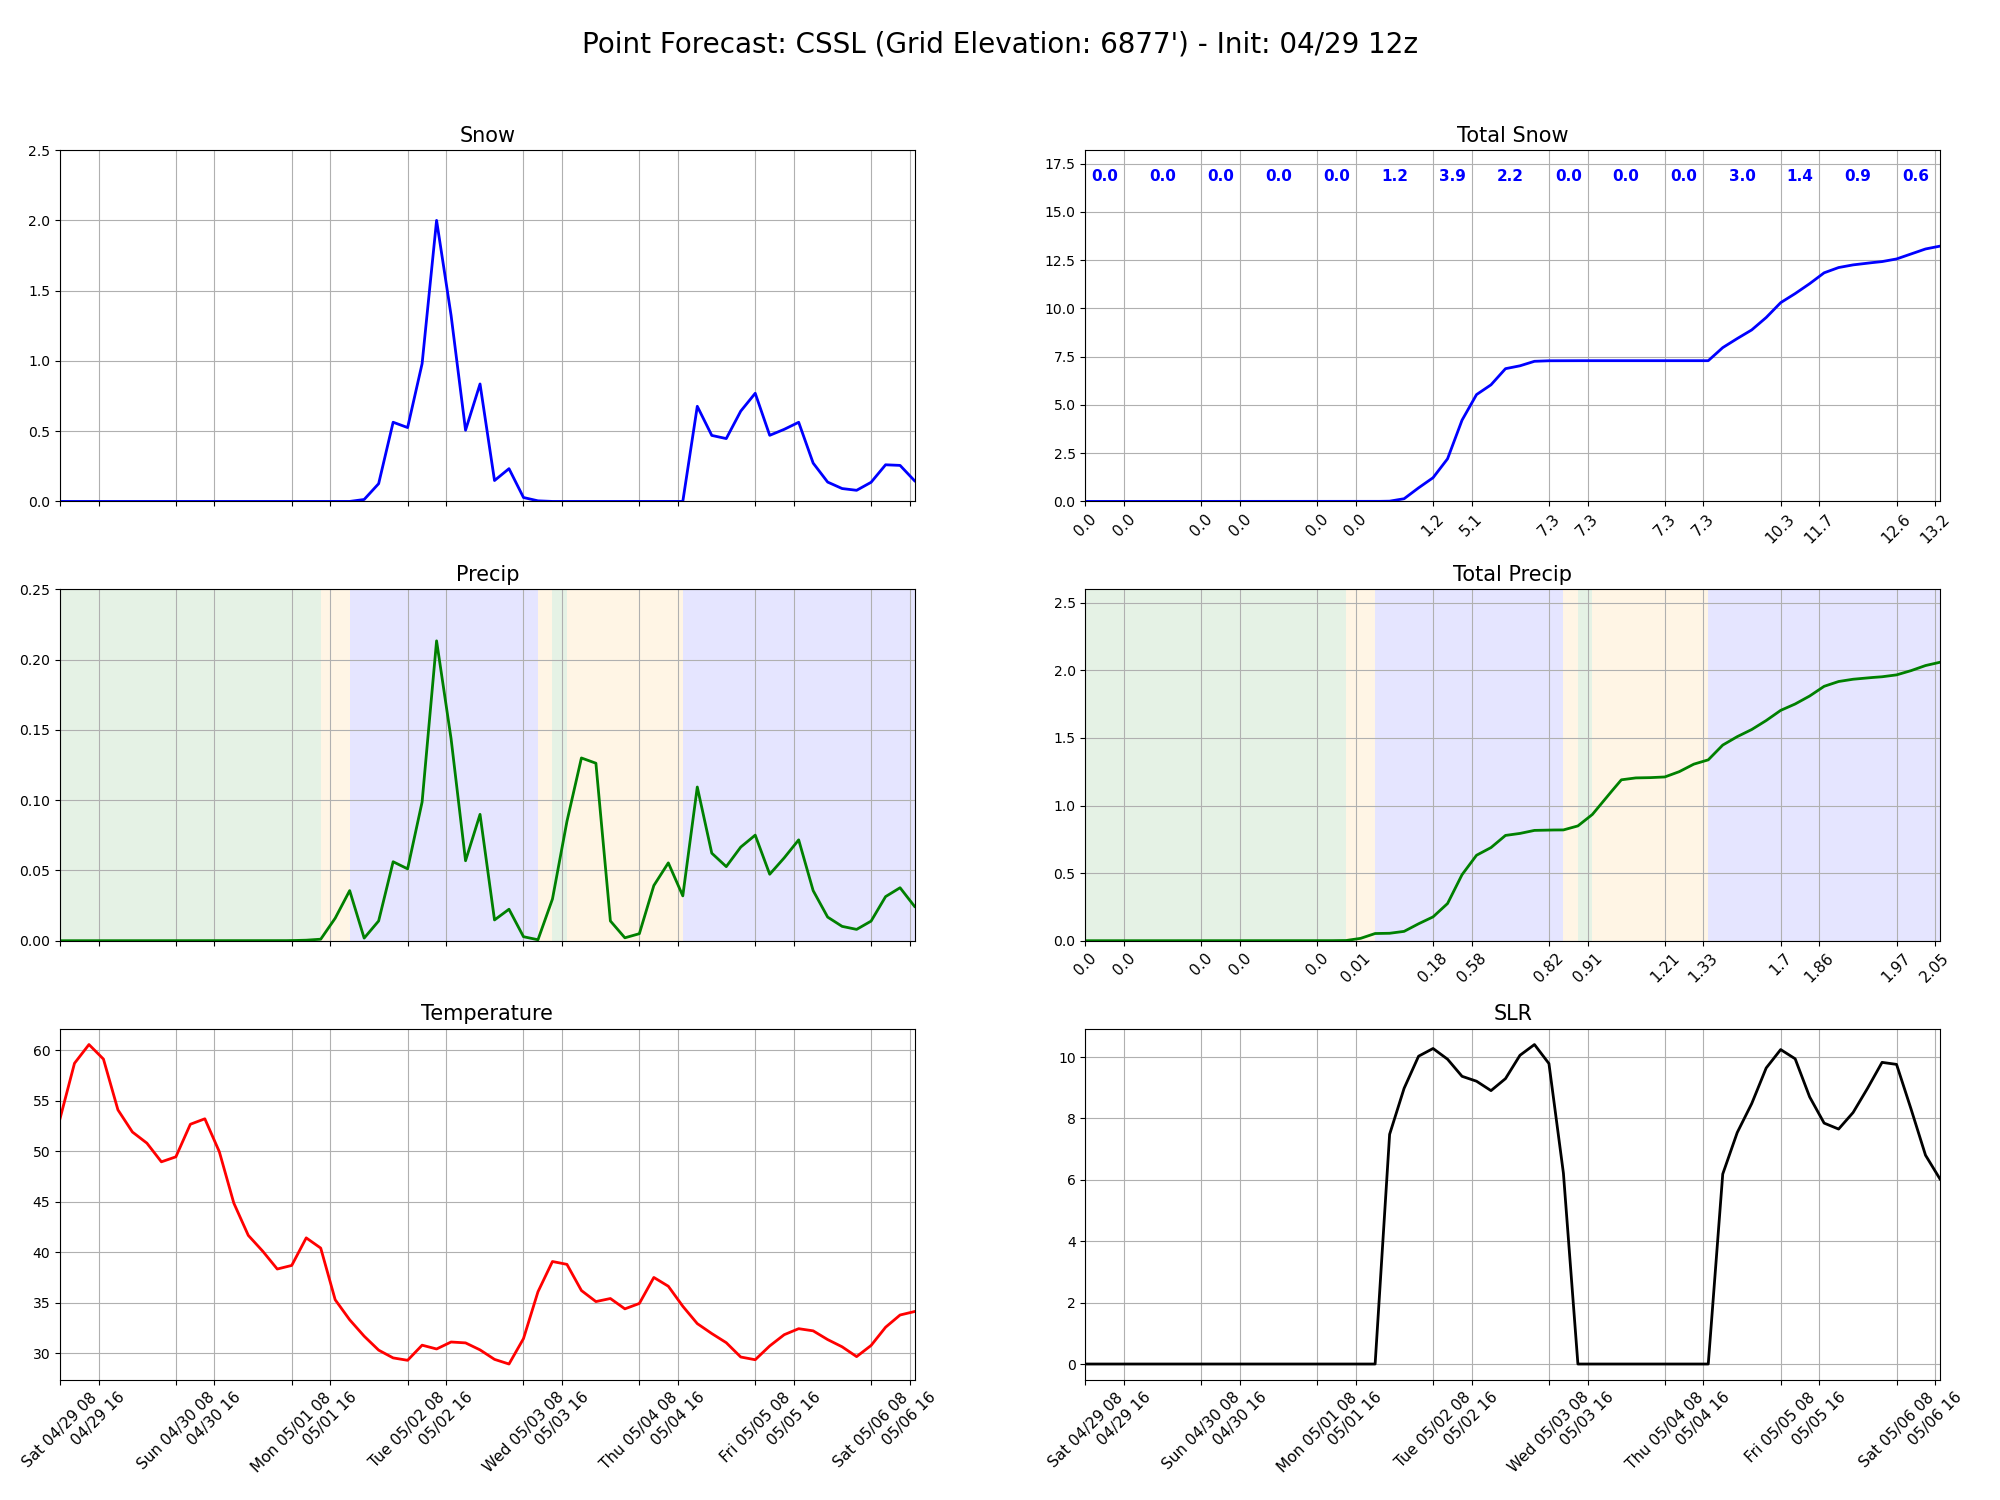 Point Forecast: CSSL (Grid Elevation: 6877') - Init: 04/29 12z
Snow
2.5
2.0
1.5
1.0
0.5
0.0
Total Snow
17.5
15.0
12.5
10.0
7.5
5.0
2.5
0.0
0.0 0.0 0.0 0.0 0.0 1.2 3.9 2.2 0.0 0.0 0.0 3.0 1.4 0.9 0.6
0.0 0.0 0.0 0.0 0.0 0.0 1.2 5.1 7.3 7.3 7.3 7.3 10.3 11.7 12.6 13.2
Precip
0.25
0.20
0.15
0.10
0.05
0.00
Total Precip
2.5
2.0
1.5
1.0
0.5
0.0
0.0 0.0 0.0 0.0 0.0 0.01 0.18 0.58 0.82 0.91 1.21 1.33 1.7 1.86 1.97 2.05
Temperature
60
55
50
45
40
35
30
Sat 04/29 08
04/29 16
Sun 04/30 08
04/30 16
Mon 05/01 08
05/01 16
Tue 05/02 08
05/02 16
Wed 05/03 08
05/03 16
Thu 05/04 08
05/04 16
Fri 05/05 08
05/05 16
Sat 05/06 08
05/06 16
SLR
10
8
6
4
2
0
Sat 04/29 08
04/29 16
Sun 04/30 08
04/30 16
Mon 05/01 08
05/01 16
Tue 05/02 08
05/02 16
Wed 05/03 08
05/03 16
Thu 05/04 08
05/04 16
Fri 05/05 08
05/05 16
Sat 05/06 08
05/06 16